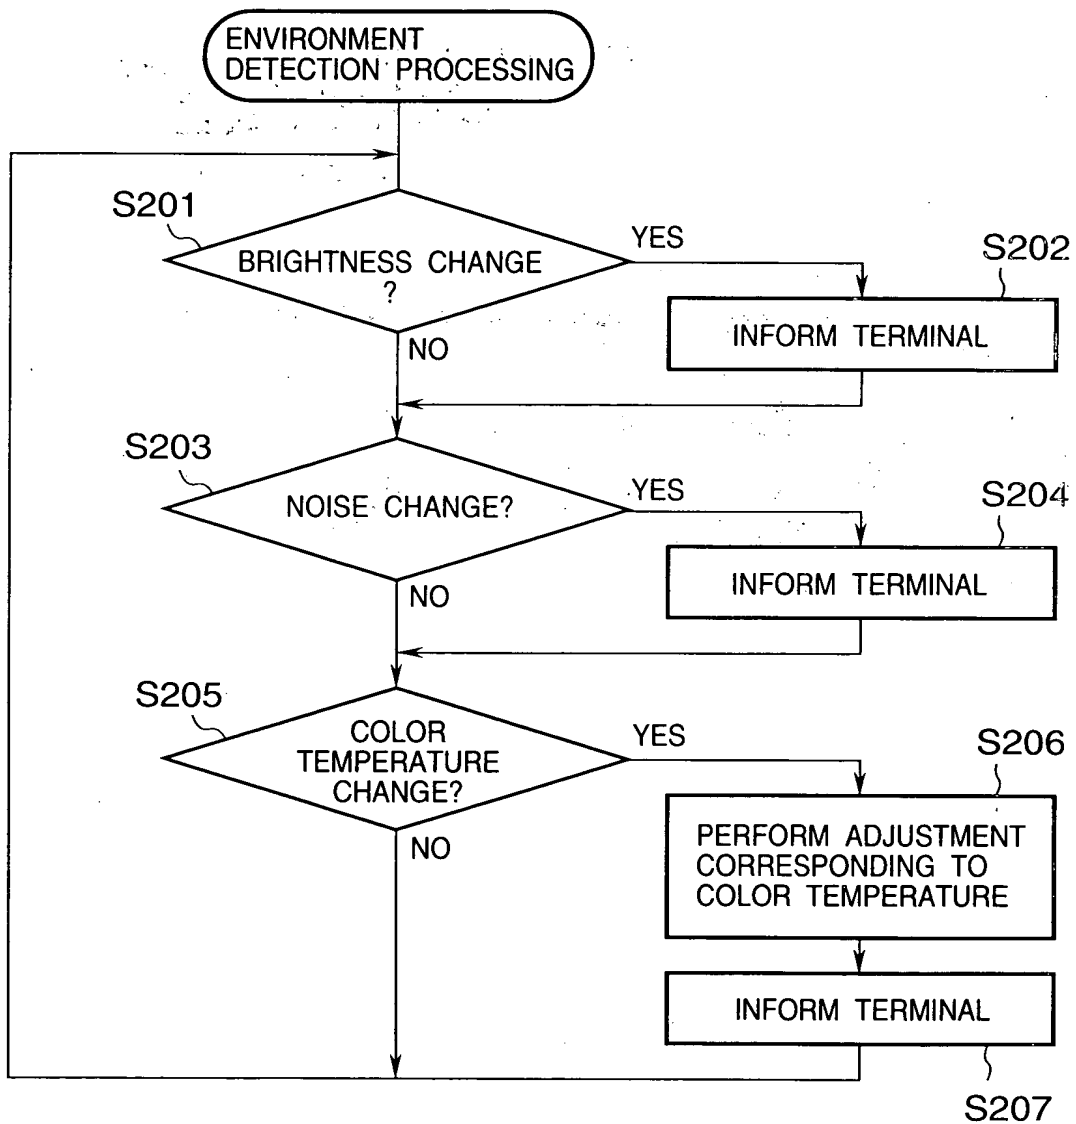 ENVIRONMENT
DETECTION PROCESSING
S201
BRIGHTNESS CHANGE
?
YES
NO
S202
INFORM TERMINAL
S203
NOISE CHANGE?
YES
NO
S204
INFORM TERMINAL
S205
COLOR
TEMPERATURE
CHANGE?
YES
NO
S206
PERFORM ADJUSTMENT
CORRESPONDING TO
COLOR TEMPERATURE
INFORM TERMINAL
S207